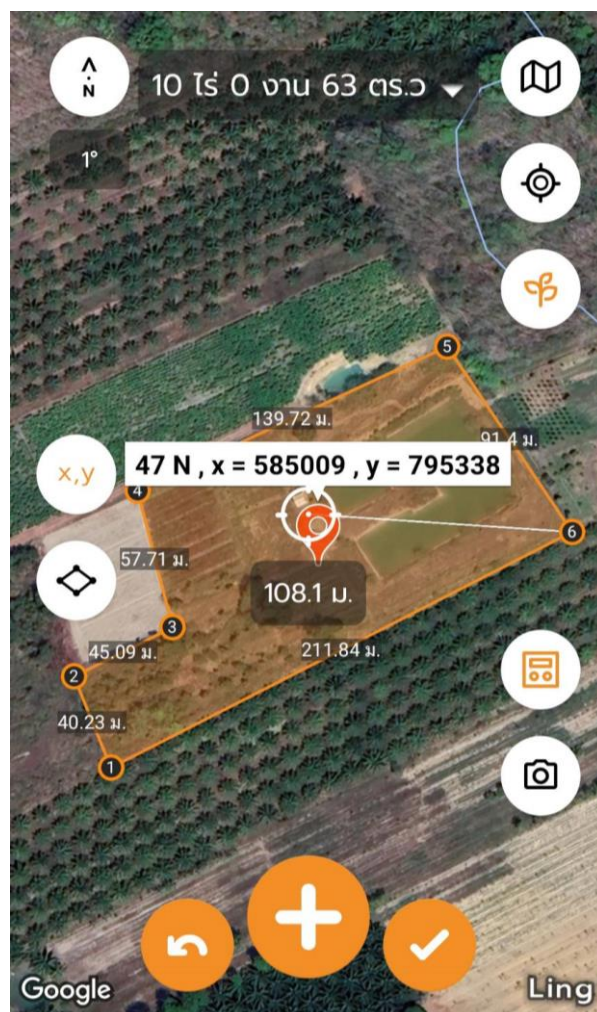 N
10 ไร่ 0 งาน 63 ตร.ว
1°
5
139.72 ม.
91.4 ม.
x,y
47 N , x = 585009 , y = 795338
4
6
57.71 ม.
108.1 ม.
3
45.09 ม.
211.84 ม.
2
40.23 ม.
1
Google
Ling